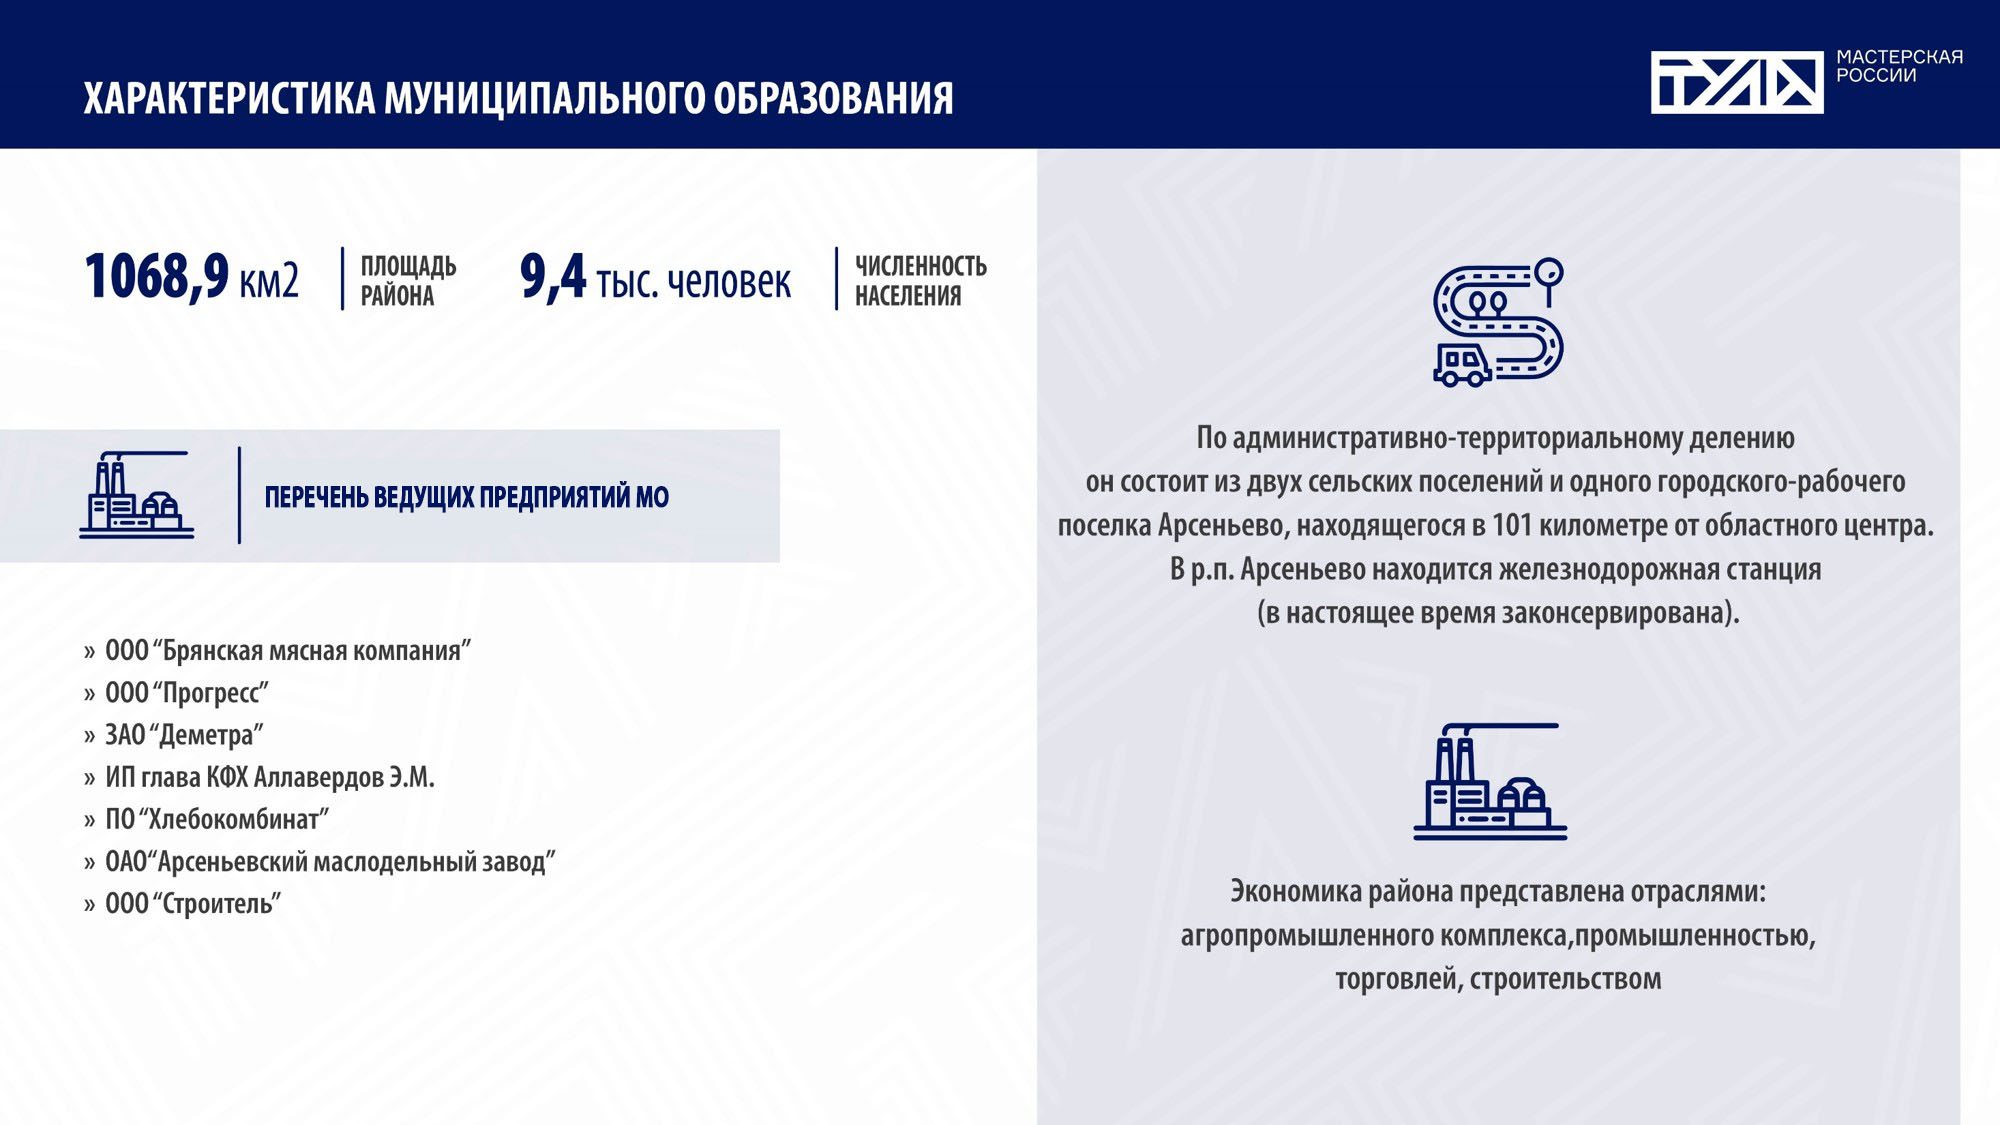 ХАРАКТЕРИСТИКА МУНИЦИПАЛЬНОГО ОБРАЗОВАНИЯ
ТУЛА
МАСТЕРСКАЯ
РОССИИ
1068,9 км2
ПЛОЩАДЬ
РАЙОНА
9,4 тыс. человек
ЧИСЛЕННОСТЬ
НАСЕЛЕНИЯ
ПЕРЕЧЕНЬ ВЕДУЩИХ ПРЕДПРИЯТИЙ МО
» ООО “Брянская мясная компания”
» ООО “Прогресс”
» ЗАО “Деметра”
» ИП глава КФХ Аллавердов Э.М.
» ПО “Хлебокомбинат”
» ОАО“Арсеньевский маслодельный завод”
» ООО “Строитель”
По административно-территориальному делению
он состоит из двух сельских поселений и одного городского-рабочего
поселка Арсеньево, находящегося в 101 километре от областного центра.
В р.п. Арсеньево находится железнодорожная станция
(в настоящее время законсервирована).
Экономика района представлена отраслями:
агропромышленного комплекса,промышленностью,
торговлей, строительством